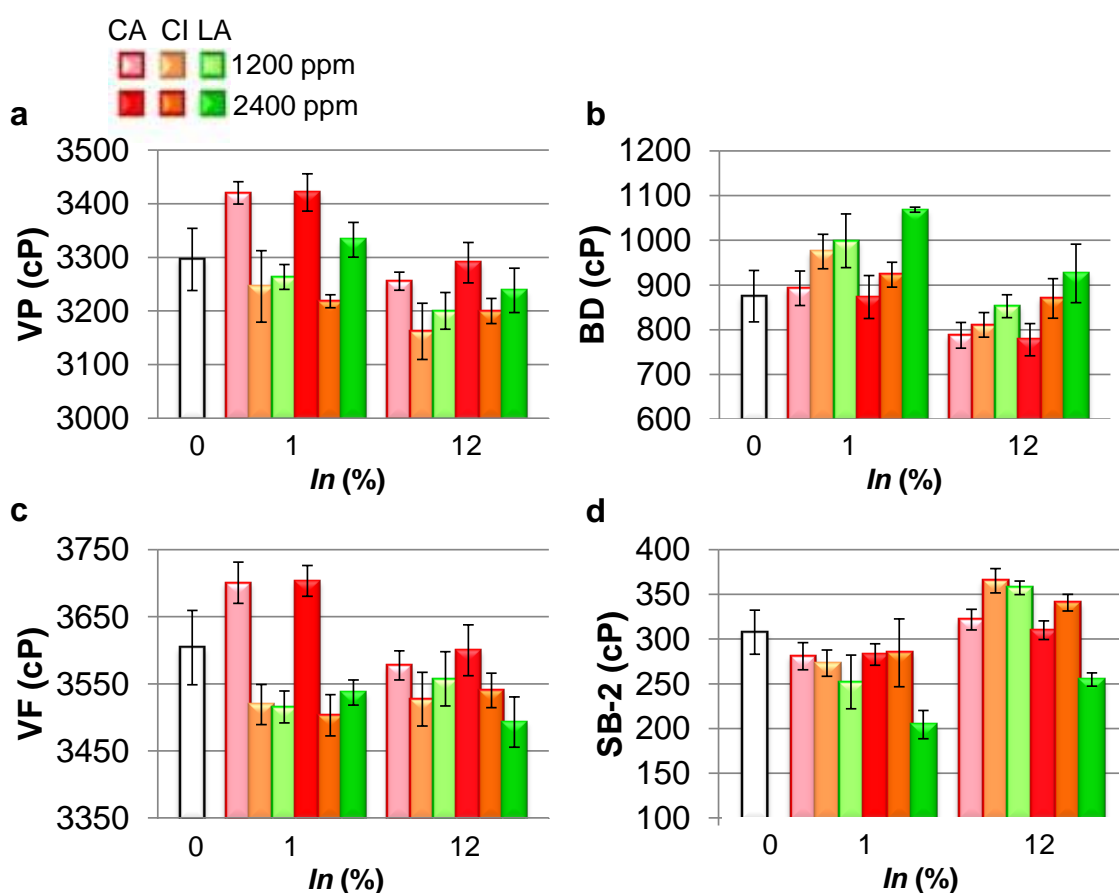 CA CI LA
1200 ppm
2400 ppm
a
VP (cP)
3500
3400
3300
3200
3100
3000
0 1 12
In (%)
b
BD (cP)
1200
1100
1000
900
800
700
600
0 1 12
In (%)
c
VF (cP)
3750
3650
3550
3450
3350
0 1 12
In (%)
d
SB-2 (cP)
400
350
300
250
200
150
100
0 1 12
In (%)